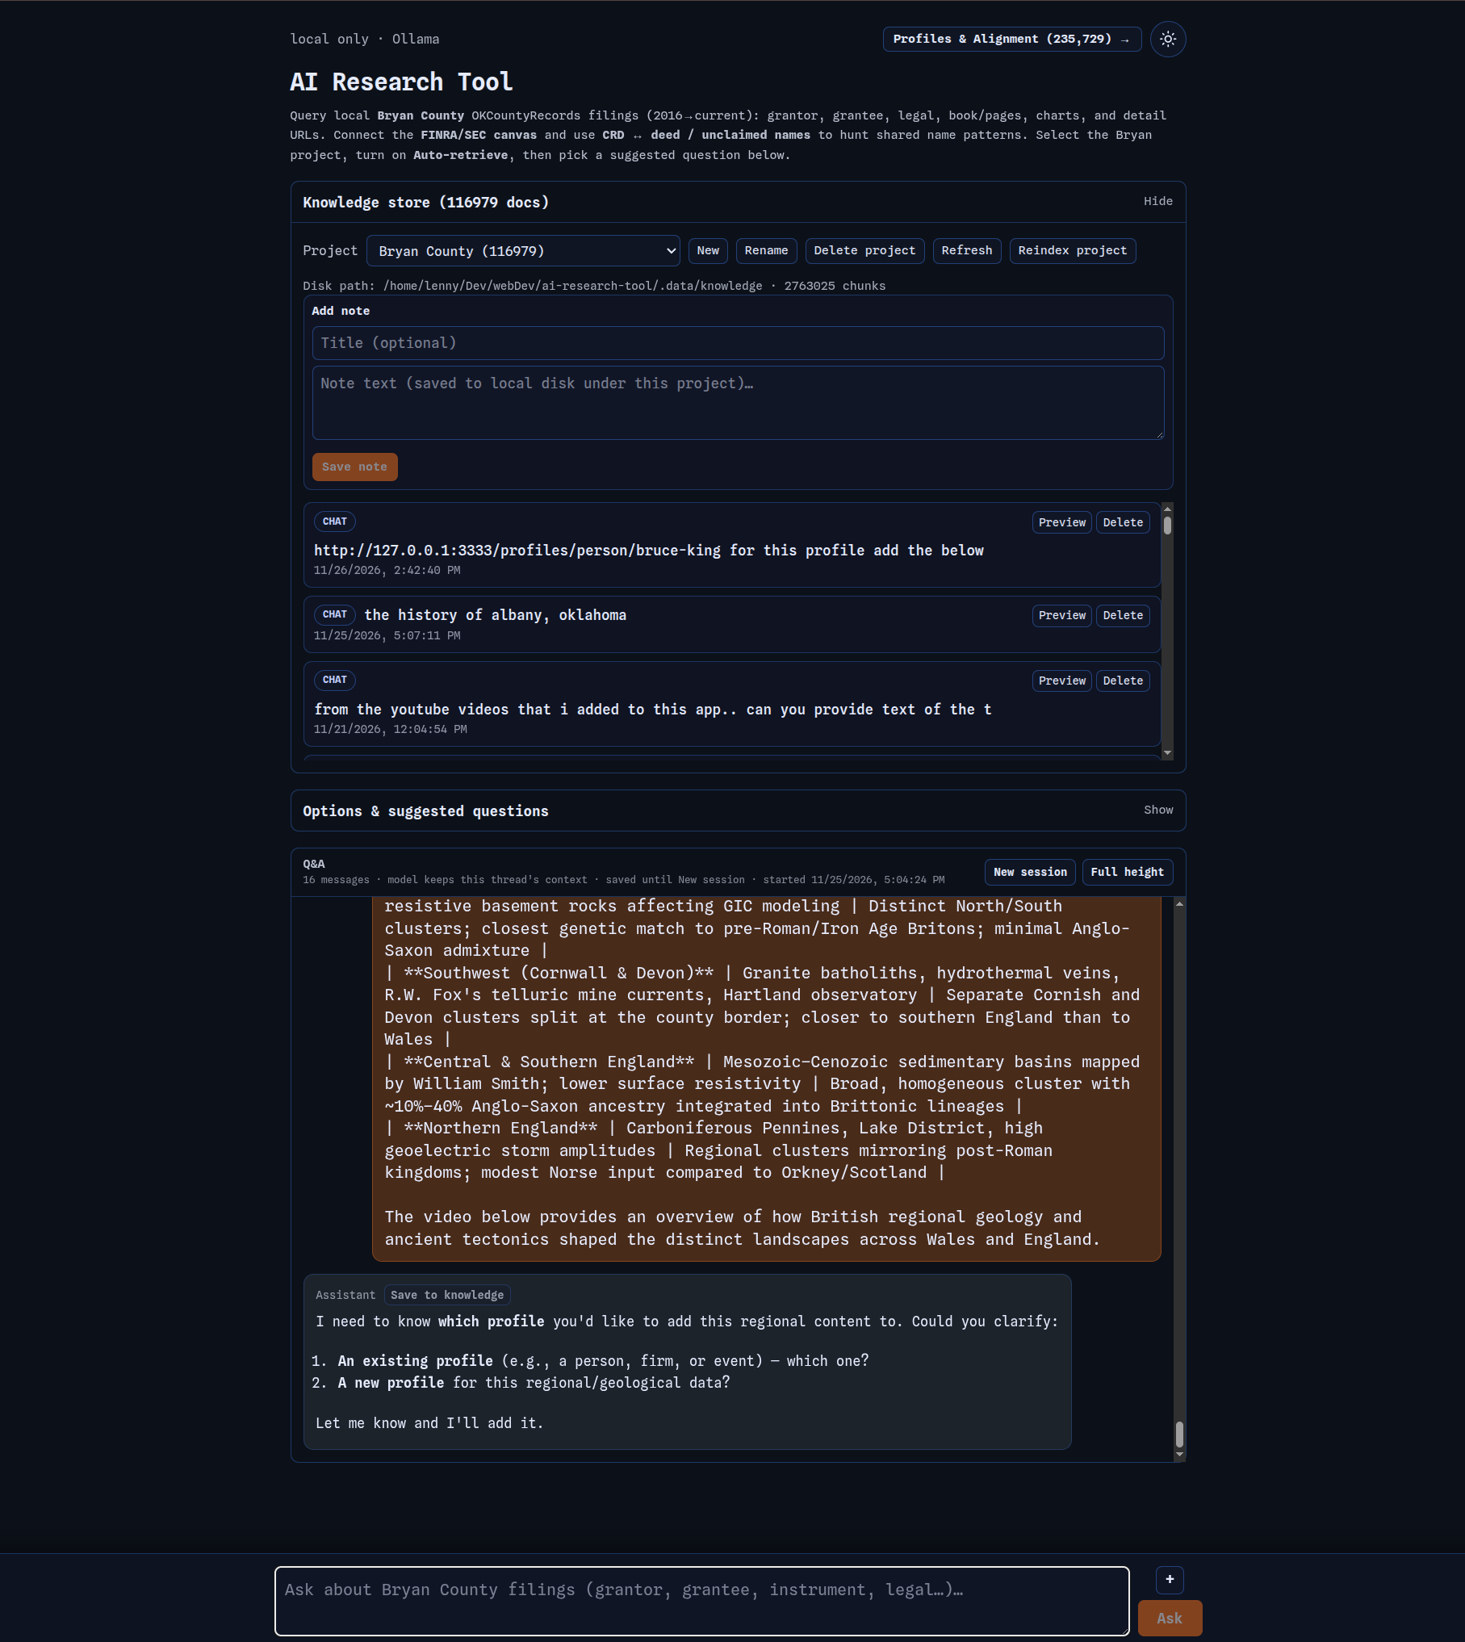 local only · Ollama
Profiles & Alignment (235,729) →
AI Research Tool
Query local Bryan County OKCountyRecords filings (2016→current): grantor, grantee, legal, book/pages, charts, and detail
URLs. Connect the FINRA/SEC canvas and use CRD ↔ deed / unclaimed names to hunt shared name patterns. Select the Bryan
project, turn on Auto-retrieve, then pick a suggested question below.
Knowledge store (116979 docs)
Hide
Project Bryan County (116979) New Rename Delete project Refresh Reindex project
Disk path: /home/lenny/Dev/webDev/ai-research-tool/.data/knowledge · 2763025 chunks
Add note
Title (optional)
Note text (saved to local disk under this project)…
Save note
CHAT
Preview Delete
http://127.0.0.1:3333/profiles/person/bruce-king for this profile add the below
11/26/2026, 2:42:40 PM
CHAT the history of albany, oklahoma
Preview Delete
11/25/2026, 5:07:11 PM
CHAT
Preview Delete
from the youtube videos that i added to this app.. can you provide text of the t
11/21/2026, 12:04:54 PM
Options & suggested questions
Show
Q&A
16 messages · model keeps this thread's context · saved until New session · started 11/25/2026, 5:04:24 PM
New session Full height
resistive basement rocks affecting GIC modeling | Distinct North/South
clusters; closest genetic match to pre-Roman/Iron Age Britons; minimal Anglo-
Saxon admixture |
| **Southwest (Cornwall & Devon)** | Granite batholiths, hydrothermal veins,
R.W. Fox's telluric mine currents, Hartland observatory | Separate Cornish and
Devon clusters split at the county border; closer to southern England than to
Wales |
| **Central & Southern England** | Mesozoic–Cenozoic sedimentary basins mapped
by William Smith; lower surface resistivity | Broad, homogeneous cluster with
~10%–40% Anglo-Saxon ancestry integrated into Brittonic lineages |
| **Northern England** | Carboniferous Pennines, Lake District, high
geoelectric storm amplitudes | Regional clusters mirroring post-Roman
kingdoms; modest Norse input compared to Orkney/Scotland |
The video below provides an overview of how British regional geology and
ancient tectonics shaped the distinct landscapes across Wales and England.
Assistant Save to knowledge
I need to know which profile you'd like to add this regional content to. Could you clarify:
1. An existing profile (e.g., a person, firm, or event) — which one?
2. A new profile for this regional/geological data?
Let me know and I'll add it.
Ask about Bryan County filings (grantor, grantee, instrument, legal…)…
+
Ask